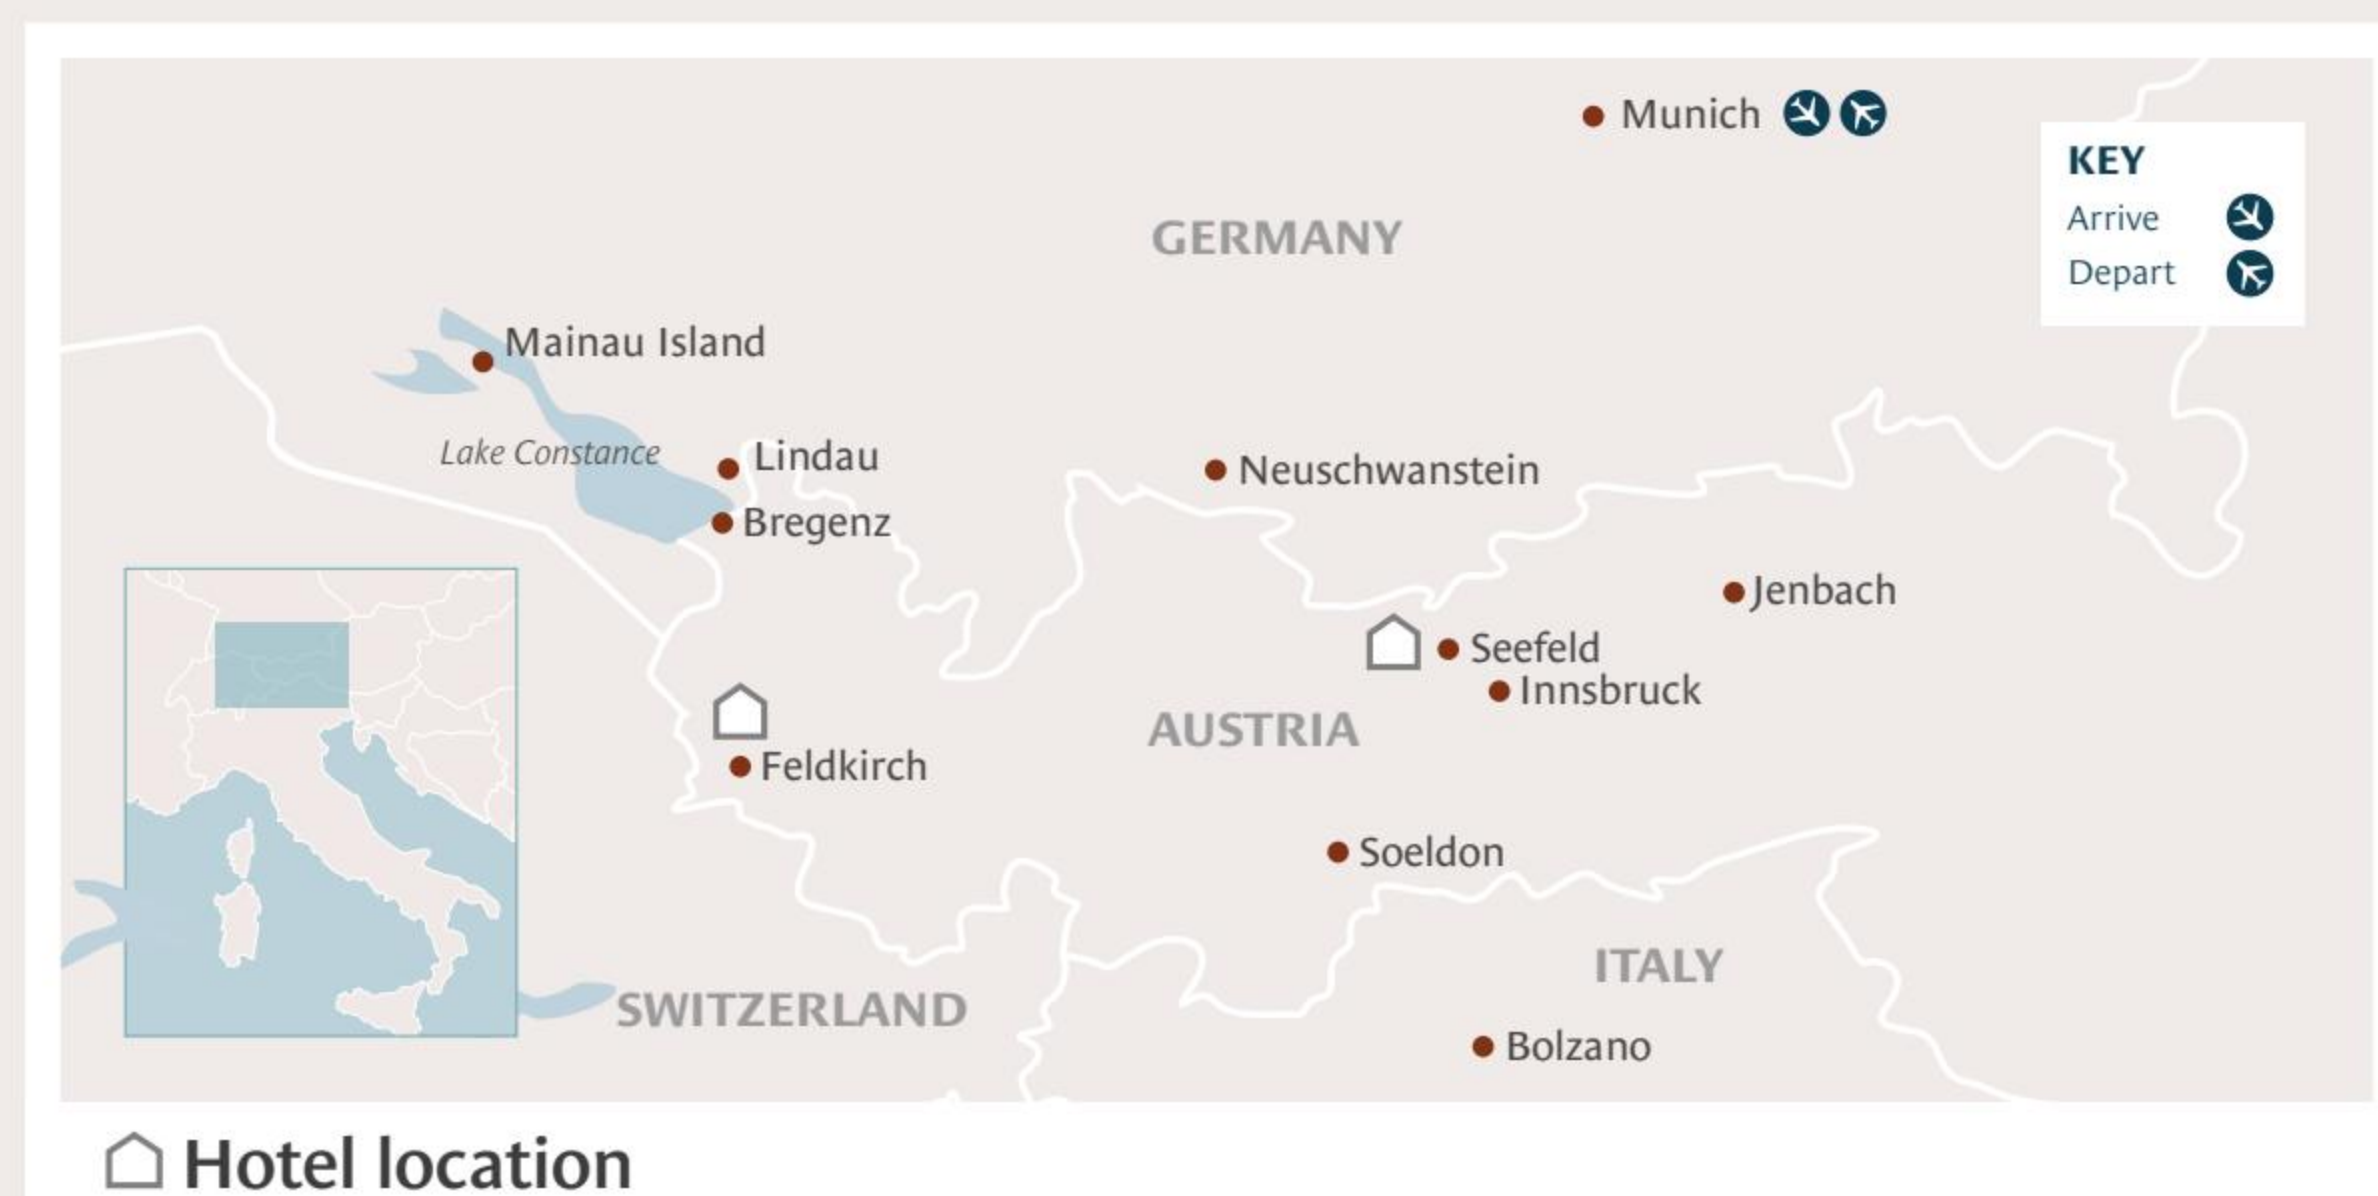 Munich
KEY
Arrive
Depart
GERMANY
Mainau Island
Lake Constance
Lindau
Neuschwanstein
Bregenz
Jenbach
Seefeld
Innsbruck
AUSTRIA
Feldkirch
Soeldon
ITALY
SWITZERLAND
Bolzano
Hotel location